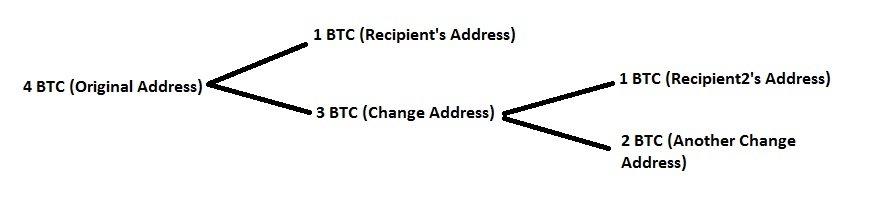 1 BTC (Recipient's Address)
4 BTC (Original Address)
1 BTC (Recipient2's Address)
3 BTC (Change Address)
2 BTC (Another Change
Address)